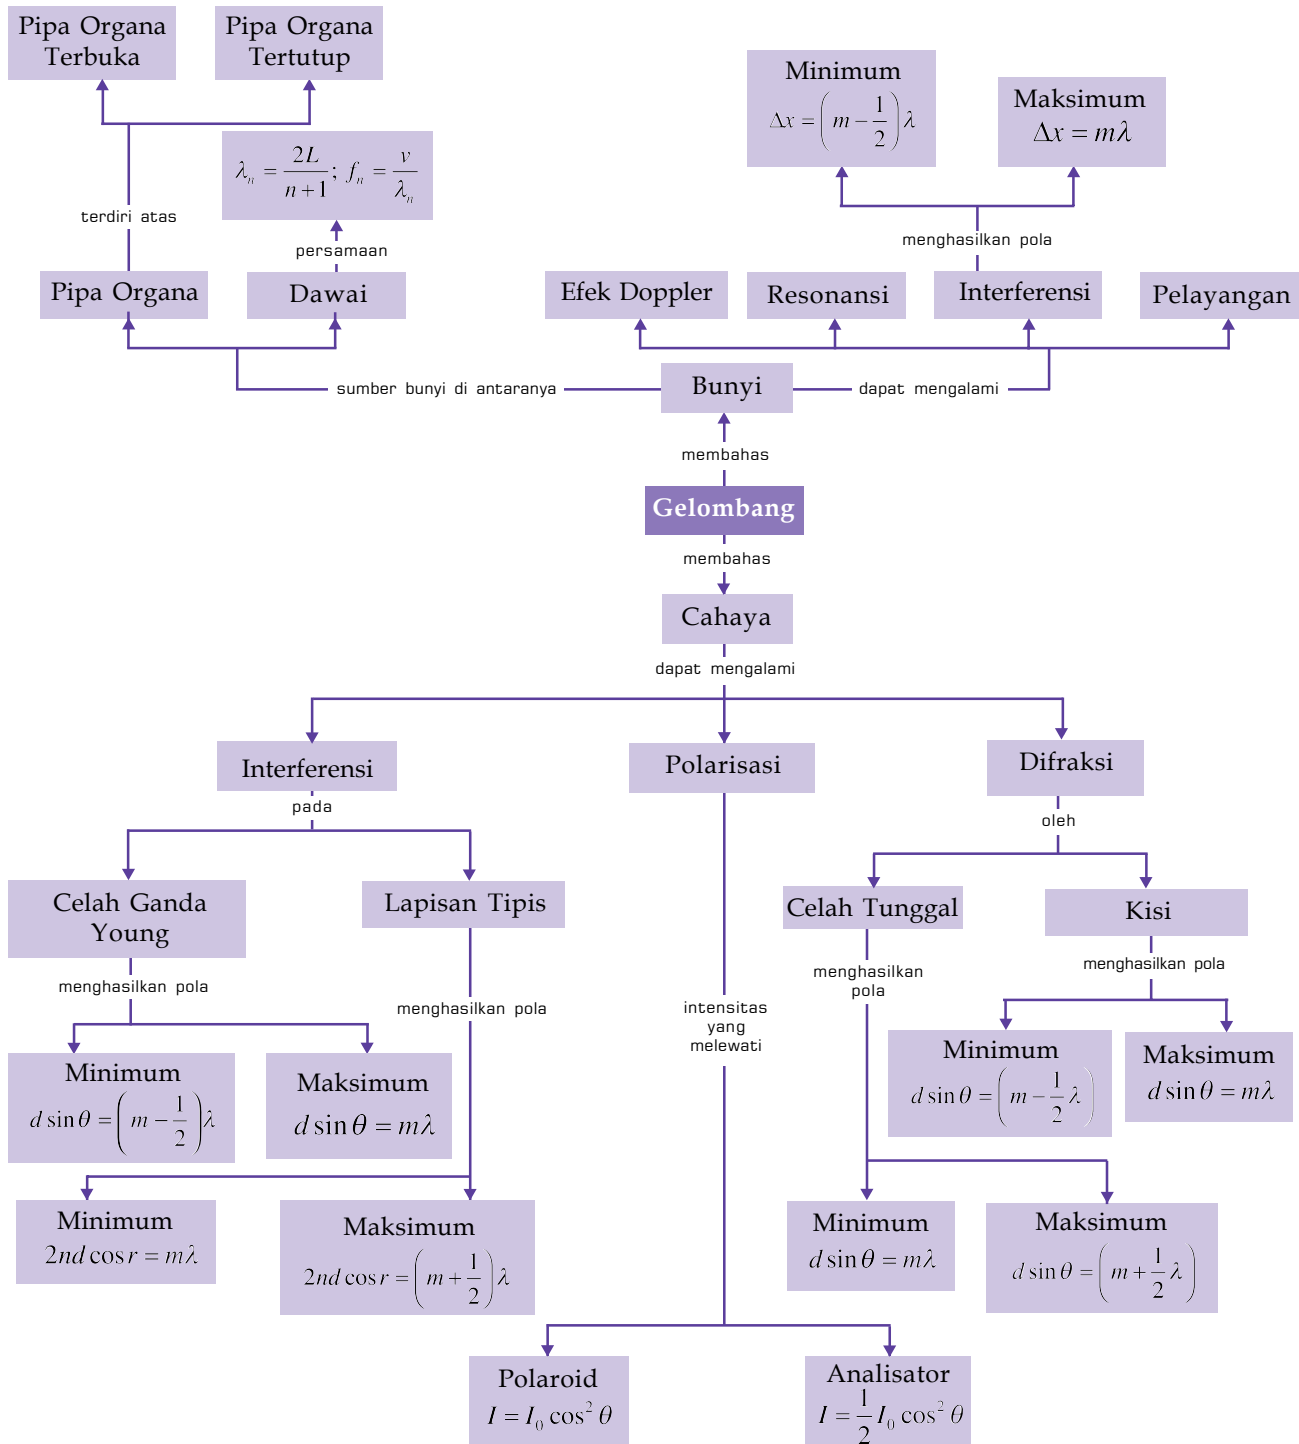 Pipa Organa
Terbuka
Pipa Organa
Tertutup
λₙ = 2L/(n+1); fₙ = v/λₙ
terdiri atas
persamaan
Pipa Organa
Dawai
Minimum
Δx = (m − 1/2) λ
Maksimum
Δx = mλ
menghasilkan pola
Efek Doppler
Resonansi
Interferensi
Pelayangan
sumber bunyi di antaranya
Bunyi
dapat mengalami
membahas
Gelombang
membahas
Cahaya
dapat mengalami
Interferensi
Polarisasi
Difraksi
pada
oleh
Celah Ganda
Young
Lapisan Tipis
Celah Tunggal
Kisi
menghasilkan pola
menghasilkan pola
intensitas
yang
melewati
menghasilkan
pola
menghasilkan pola
Minimum
d sin θ = (m − 1/2) λ
Maksimum
d sin θ = mλ
Minimum
d sin θ = (m − 1/2 λ)
Maksimum
d sin θ = mλ
Minimum
2nd cos r = mλ
Maksimum
2nd cos r = (m + 1/2) λ
Minimum
d sin θ = mλ
Maksimum
d sin θ = (m + 1/2 λ)
Polaroid
I = I₀ cos² θ
Analisator
I = 1/2 I₀ cos² θ